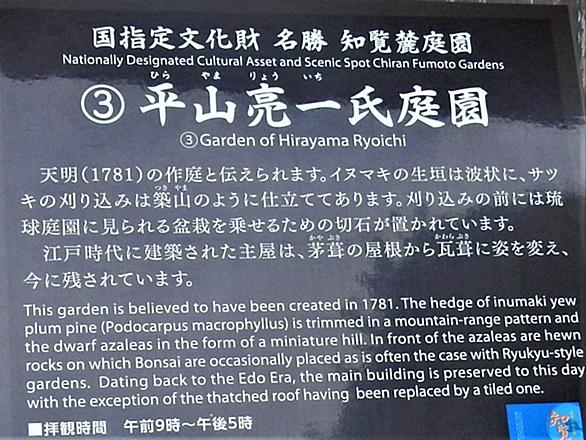 国指定文化財 名勝 知覧麓庭園
Nationally Designated Cultural Asset and Scenic Spot Chiran Fumoto Gardens
ひら やま りょう いち
③ 平山亮一氏庭園
③Garden of Hirayama Ryoichi
天明(1781)の作庭と伝えられます。イヌマキの生垣は波状に、サツ
つき やま
キの刈り込みは築山のように仕立ててあります。刈り込みの前には琉
球庭園に見られる盆栽を乗せるための切石が置かれています。
かや ぶき かわら ぶき
江戸時代に建築された主屋は、茅葺の屋根から瓦葺に姿を変え、
今に残されています。
This garden is believed to have been created in 1781. The hedge of inumaki yew
plum pine (Podocarpus macrophyllus) is trimmed in a mountain-range pattern and
the dwarf azaleas in the form of a miniature hill. In front of the azaleas are hewn
rocks on which Bonsai are occasionally placed as is often the case with Ryukyu-style
gardens. Dating back to the Edo Era, the main building is preserved to this day
with the exception of the thatched roof having been replaced by a tiled one.
■拝観時間 午前9時～午後5時
知覧